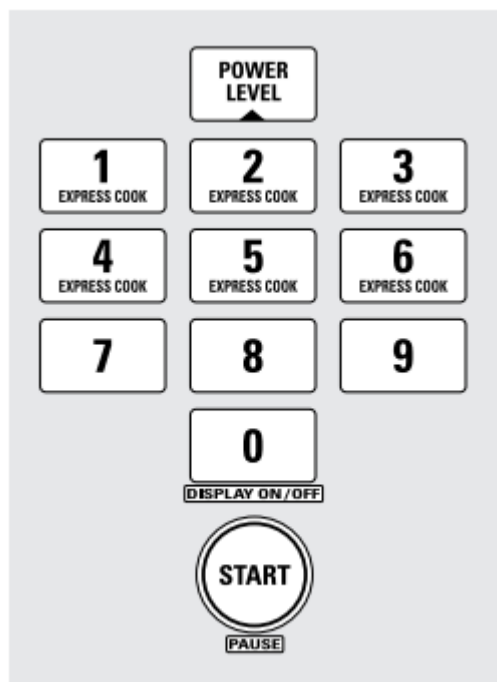 POWER
LEVEL
1 2 3
EXPRESS COOK EXPRESS COOK EXPRESS COOK
4 5 6
EXPRESS COOK EXPRESS COOK EXPRESS COOK
7 8 9
0
DISPLAY ON/OFF
START
PAUSE